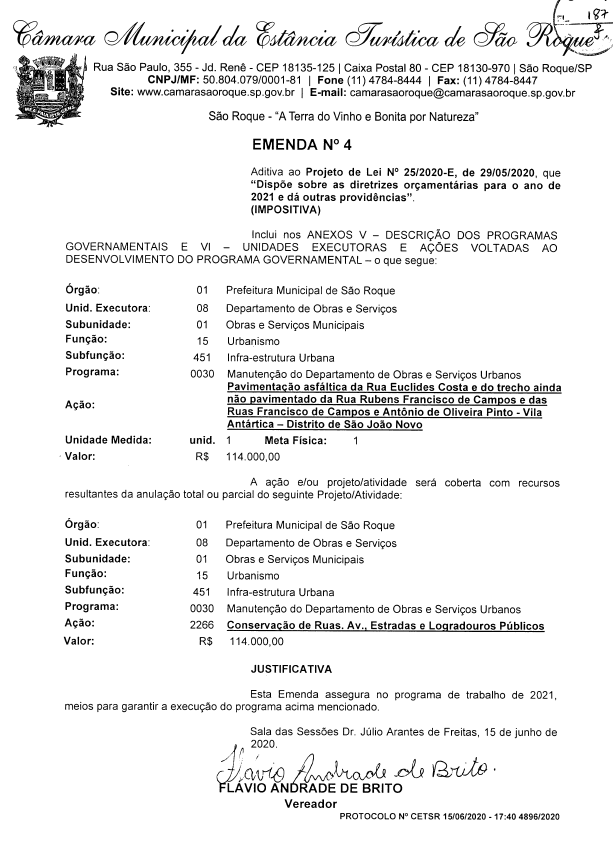 FL. 187
Câmara Municipal da Estância Turística de São Roque
Rua São Paulo, 355 - Jd. Renê - CEP 18135-125 | Caixa Postal 80 - CEP 18130-970 | São Roque/SP
CNPJ/MF: 50.804.079/0001-81 | Fone (11) 4784-8444 | Fax: (11) 4784-8447
Site: www.camarasaoroque.sp.gov.br | E-mail: camarasaoroque@camarasaoroque.sp.gov.br
São Roque - “A Terra do Vinho e Bonita por Natureza”
EMENDA Nº 4
Aditiva ao Projeto de Lei Nº 25/2020-E, de 29/05/2020, que
“Dispõe sobre as diretrizes orçamentárias para o ano de
2021 e dá outras providências”.
(IMPOSITIVA)
Inclui nos ANEXOS V – DESCRIÇÃO DOS PROGRAMAS
GOVERNAMENTAIS E VI – UNIDADES EXECUTORAS E AÇÕES VOLTADAS AO
DESENVOLVIMENTO DO PROGRAMA GOVERNAMENTAL – o que segue:
Órgão: 01 Prefeitura Municipal de São Roque
Unid. Executora: 08 Departamento de Obras e Serviços
Subunidade: 01 Obras e Serviços Municipais
Função: 15 Urbanismo
Subfunção: 451 Infra-estrutura Urbana
Programa: 0030 Manutenção do Departamento de Obras e Serviços Urbanos
Pavimentação asfáltica da Rua Euclides Costa e do trecho ainda
não pavimentado da Rua Rubens Francisco de Campos e das
Ação: Ruas Francisco de Campos e Antônio de Oliveira Pinto - Vila
Antártica – Distrito de São João Novo
Unidade Medida: unid. 1 Meta Física: 1
Valor: R$ 114.000,00
A ação e/ou projeto/atividade será coberta com recursos
resultantes da anulação total ou parcial do seguinte Projeto/Atividade:
Órgão: 01 Prefeitura Municipal de São Roque
Unid. Executora: 08 Departamento de Obras e Serviços
Subunidade: 01 Obras e Serviços Municipais
Função: 15 Urbanismo
Subfunção: 451 Infra-estrutura Urbana
Programa: 0030 Manutenção do Departamento de Obras e Serviços Urbanos
Ação: 2266 Conservação de Ruas. Av., Estradas e Logradouros Públicos
Valor: R$ 114.000,00
JUSTIFICATIVA
Esta Emenda assegura no programa de trabalho de 2021,
meios para garantir a execução do programa acima mencionado.
Sala das Sessões Dr. Júlio Arantes de Freitas, 15 de junho de
2020.
Flávio Andrade de Brito.
FLÁVIO ANDRADE DE BRITO
Vereador
PROTOCOLO Nº CETSR 15/06/2020 - 17:40 4896/2020